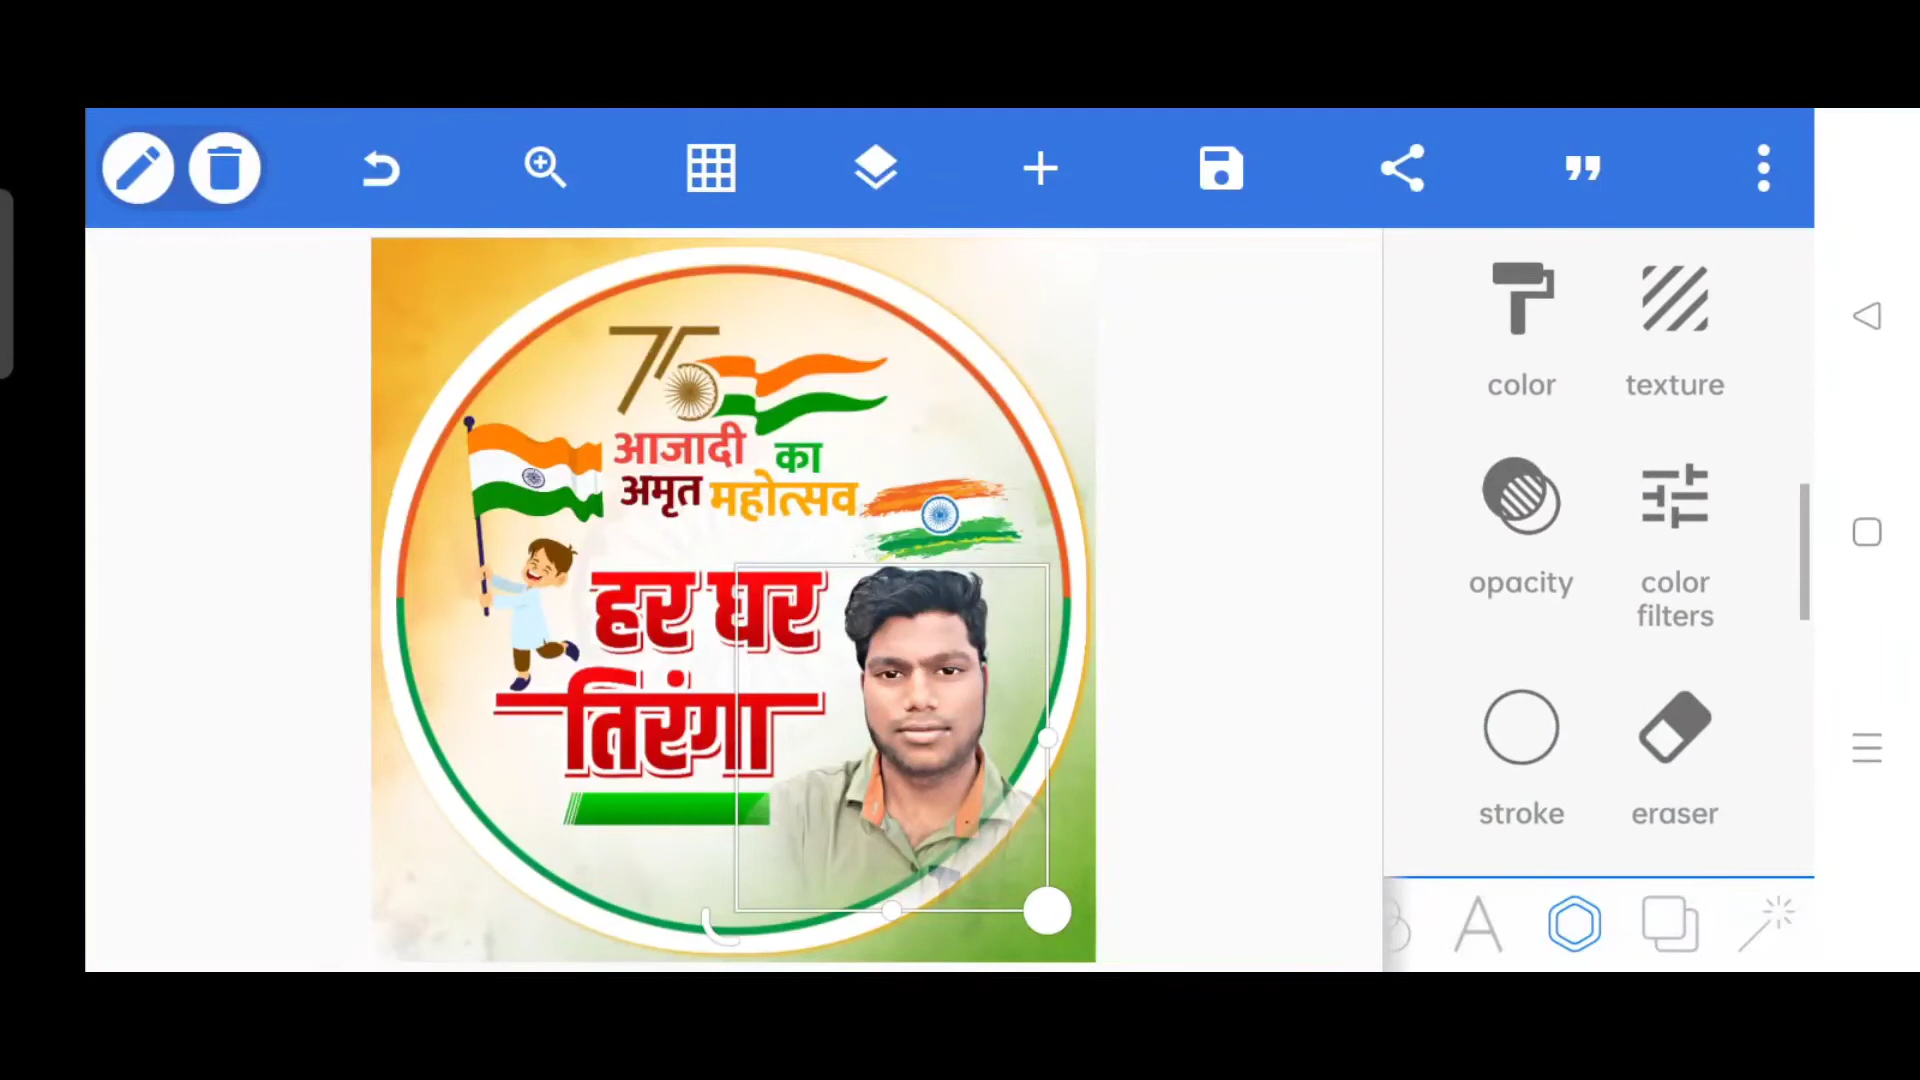 75
आजादी का
अमृत महोत्सव
हर घर
तिरंगा
color texture
opacity color filters
stroke eraser